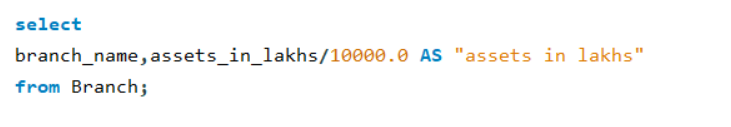 select
branch_name,assets_in_lakhs/10000.0 AS "assets in lakhs"
from Branch;